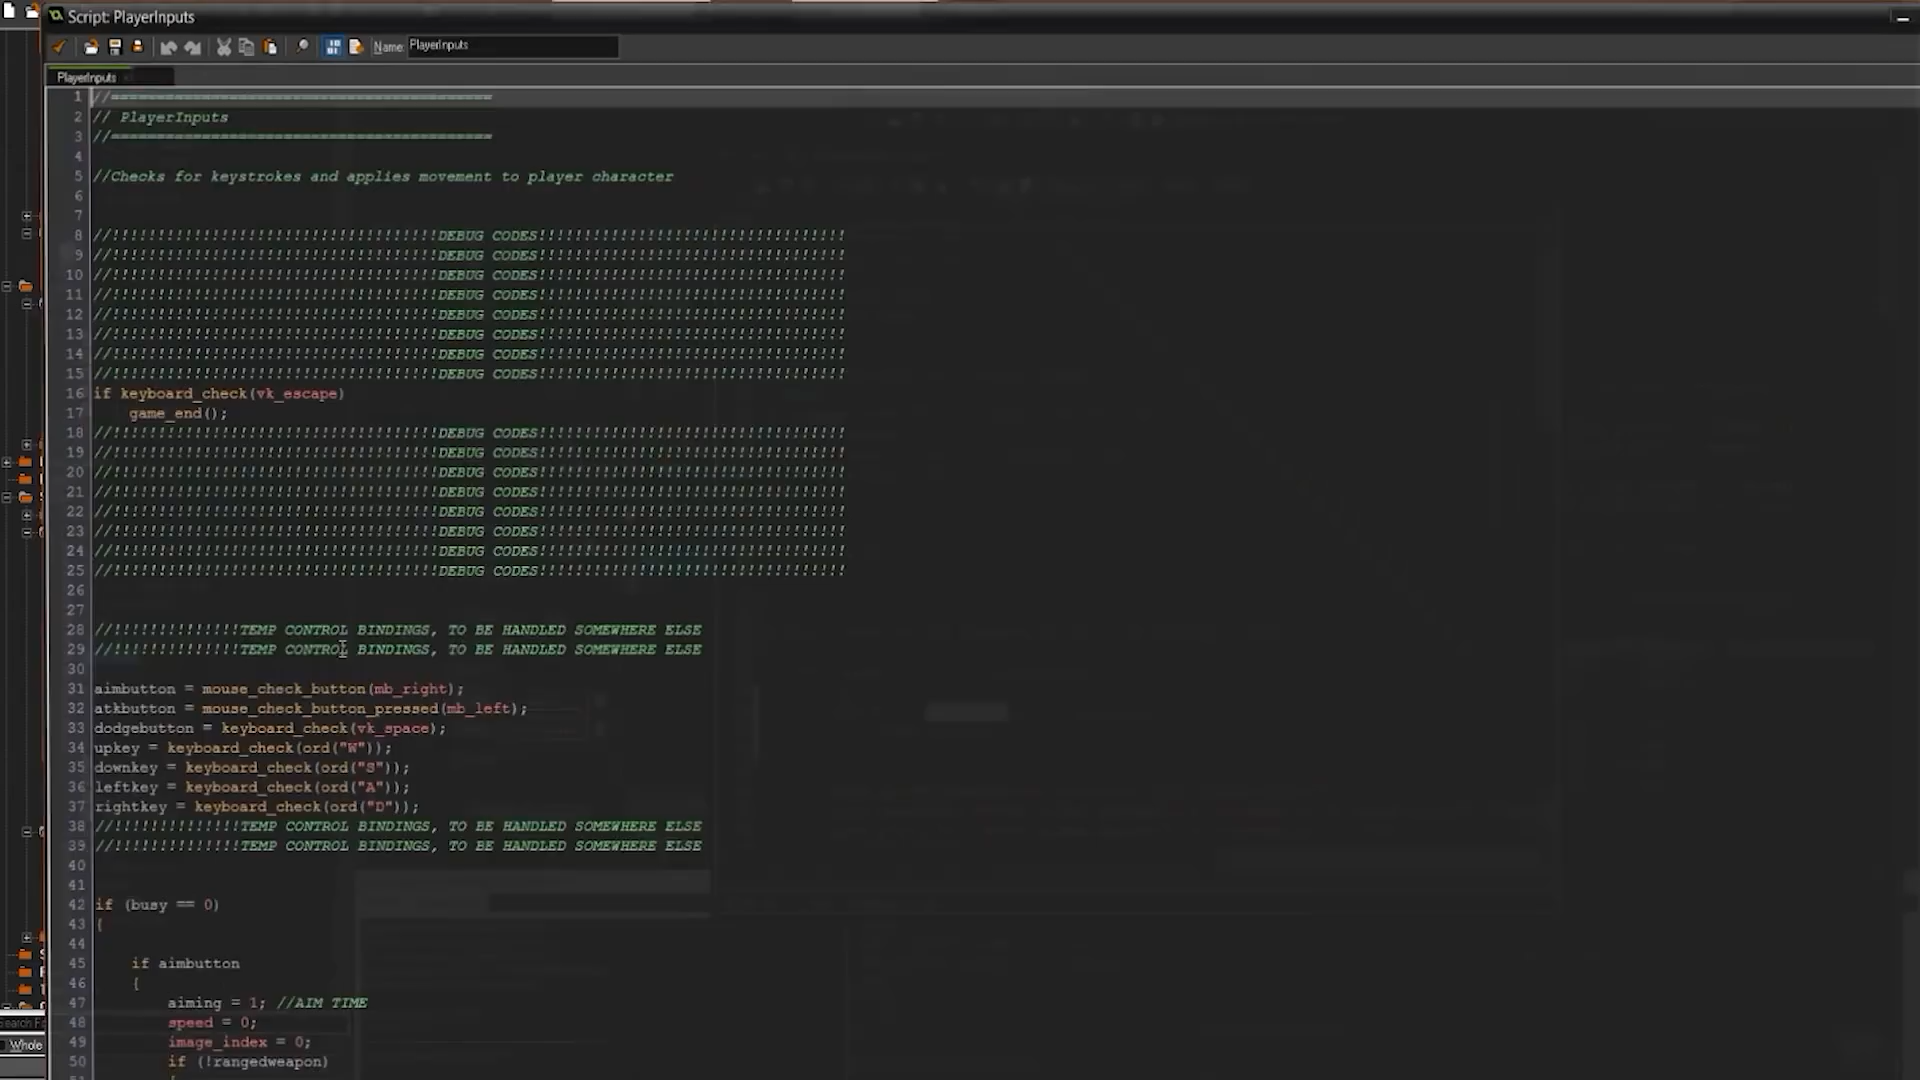 Script: PlayerInputs
Name: PlayerInputs
PlayerInputs
1 //==========================================
2 // PlayerInputs
3 //==========================================
4
5 //Checks for keystrokes and applies movement to player character
6
7
8 //!!!!!!!!!!!!!!!!!!!!!!!!!!!!!!!!!!!!DEBUG CODES!!!!!!!!!!!!!!!!!!!!!!!!!!!!!!!!!!
9 //!!!!!!!!!!!!!!!!!!!!!!!!!!!!!!!!!!!!DEBUG CODES!!!!!!!!!!!!!!!!!!!!!!!!!!!!!!!!!!
10 //!!!!!!!!!!!!!!!!!!!!!!!!!!!!!!!!!!!!DEBUG CODES!!!!!!!!!!!!!!!!!!!!!!!!!!!!!!!!!!
11 //!!!!!!!!!!!!!!!!!!!!!!!!!!!!!!!!!!!!DEBUG CODES!!!!!!!!!!!!!!!!!!!!!!!!!!!!!!!!!!
12 //!!!!!!!!!!!!!!!!!!!!!!!!!!!!!!!!!!!!DEBUG CODES!!!!!!!!!!!!!!!!!!!!!!!!!!!!!!!!!!
13 //!!!!!!!!!!!!!!!!!!!!!!!!!!!!!!!!!!!!DEBUG CODES!!!!!!!!!!!!!!!!!!!!!!!!!!!!!!!!!!
14 //!!!!!!!!!!!!!!!!!!!!!!!!!!!!!!!!!!!!DEBUG CODES!!!!!!!!!!!!!!!!!!!!!!!!!!!!!!!!!!
15 //!!!!!!!!!!!!!!!!!!!!!!!!!!!!!!!!!!!!DEBUG CODES!!!!!!!!!!!!!!!!!!!!!!!!!!!!!!!!!!
16 if keyboard_check(vk_escape)
17 game_end();
18 //!!!!!!!!!!!!!!!!!!!!!!!!!!!!!!!!!!!!DEBUG CODES!!!!!!!!!!!!!!!!!!!!!!!!!!!!!!!!!!
19 //!!!!!!!!!!!!!!!!!!!!!!!!!!!!!!!!!!!!DEBUG CODES!!!!!!!!!!!!!!!!!!!!!!!!!!!!!!!!!!
20 //!!!!!!!!!!!!!!!!!!!!!!!!!!!!!!!!!!!!DEBUG CODES!!!!!!!!!!!!!!!!!!!!!!!!!!!!!!!!!!
21 //!!!!!!!!!!!!!!!!!!!!!!!!!!!!!!!!!!!!DEBUG CODES!!!!!!!!!!!!!!!!!!!!!!!!!!!!!!!!!!
22 //!!!!!!!!!!!!!!!!!!!!!!!!!!!!!!!!!!!!DEBUG CODES!!!!!!!!!!!!!!!!!!!!!!!!!!!!!!!!!!
23 //!!!!!!!!!!!!!!!!!!!!!!!!!!!!!!!!!!!!DEBUG CODES!!!!!!!!!!!!!!!!!!!!!!!!!!!!!!!!!!
24 //!!!!!!!!!!!!!!!!!!!!!!!!!!!!!!!!!!!!DEBUG CODES!!!!!!!!!!!!!!!!!!!!!!!!!!!!!!!!!!
25 //!!!!!!!!!!!!!!!!!!!!!!!!!!!!!!!!!!!!DEBUG CODES!!!!!!!!!!!!!!!!!!!!!!!!!!!!!!!!!!
26
27
28 //!!!!!!!!!!!!!!TEMP CONTROL BINDINGS, TO BE HANDLED SOMEWHERE ELSE
29 //!!!!!!!!!!!!!!TEMP CONTROL BINDINGS, TO BE HANDLED SOMEWHERE ELSE
30
31 aimbutton = mouse_check_button(mb_right);
32 atkbutton = mouse_check_button_pressed(mb_left);
33 dodgebutton = keyboard_check(vk_space);
34 upkey = keyboard_check(ord("W"));
35 downkey = keyboard_check(ord("S"));
36 leftkey = keyboard_check(ord("A"));
37 rightkey = keyboard_check(ord("D"));
38 //!!!!!!!!!!!!!!TEMP CONTROL BINDINGS, TO BE HANDLED SOMEWHERE ELSE
39 //!!!!!!!!!!!!!!TEMP CONTROL BINDINGS, TO BE HANDLED SOMEWHERE ELSE
40
41
42 if (busy == 0)
43 {
44
45 if aimbutton
46 {
47 aiming = 1; //AIM TIME
48 speed = 0;
49 image_index = 0;
50 if (!rangedweapon)
Search
Whole